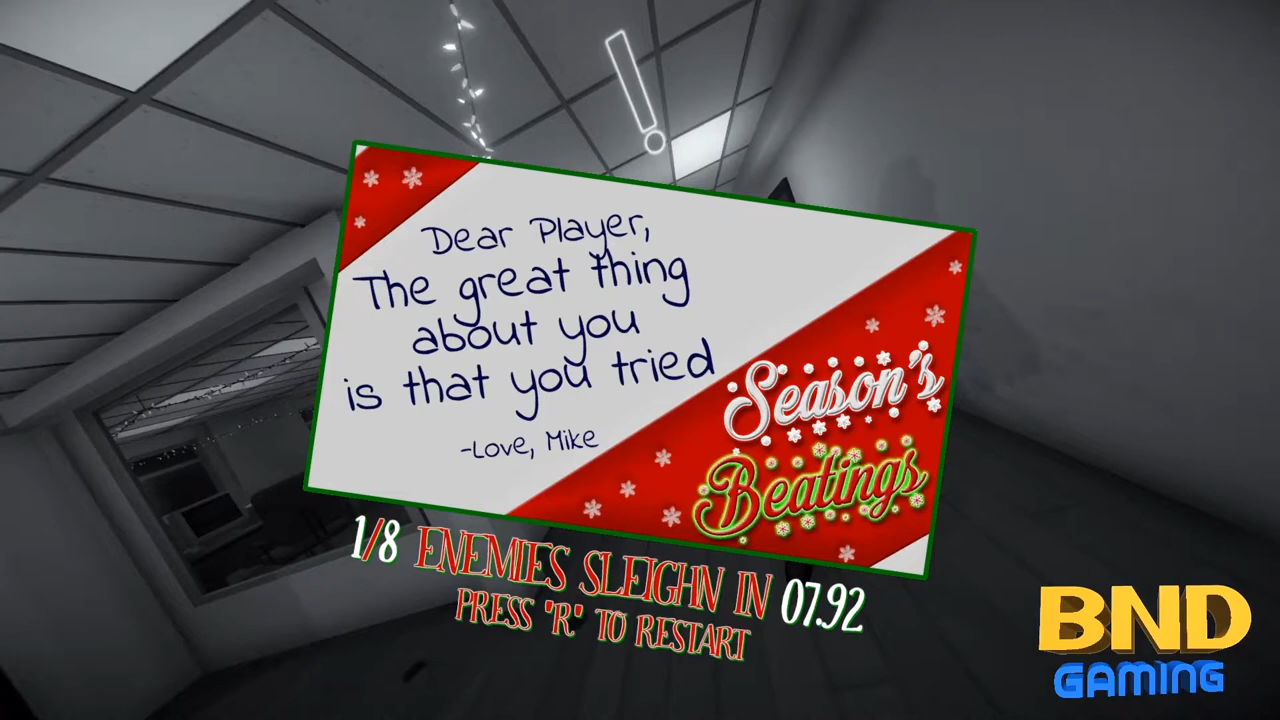 Dear Player,
The great thing
about you
is that you tried
-Love, Mike
Season's
Beatings
1/8 ENEMIES SLEIGHN IN 07.92
PRESS "R" TO RESTART
BND
GAMING